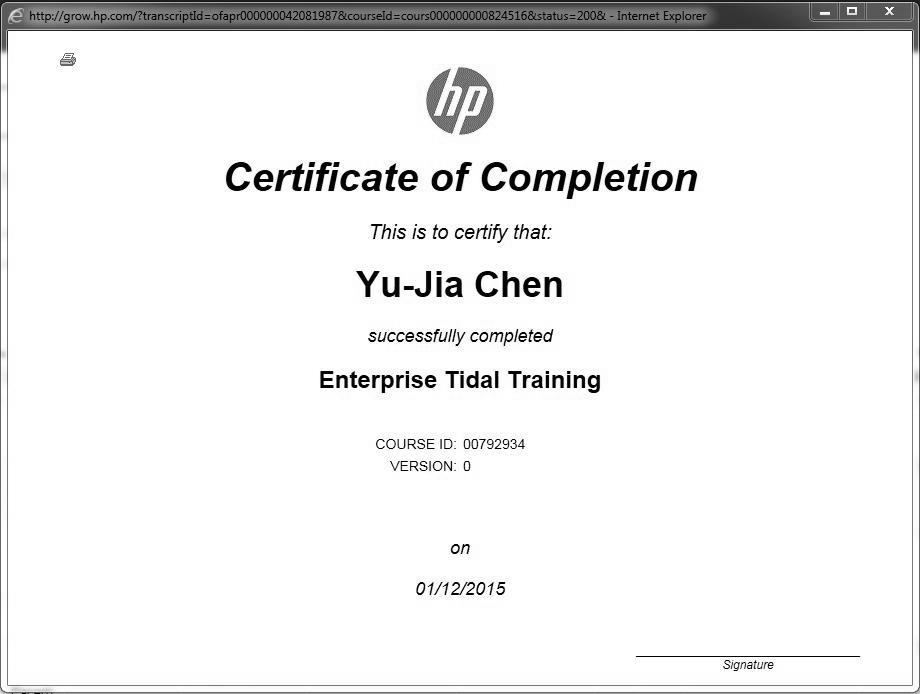 http://grow.hp.com/?transcriptId=ofapr0000000042081987&courseId=cours000000000824516&status=200& - Internet Explorer
hp
Certificate of Completion
This is to certify that:
Yu-Jia Chen
successfully completed
Enterprise Tidal Training
COURSE ID: 00792934
VERSION: 0
on
01/12/2015
Signature